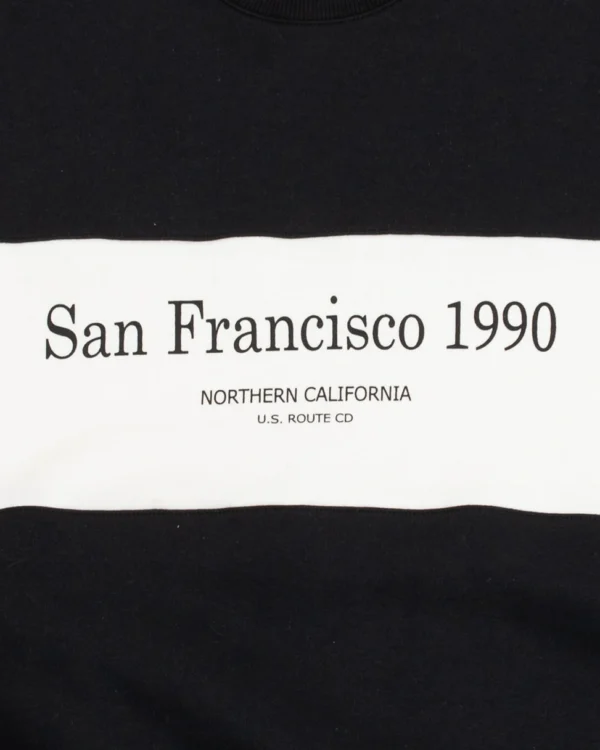 San Francisco 1990
NORTHERN CALIFORNIA
U.S. ROUTE CD